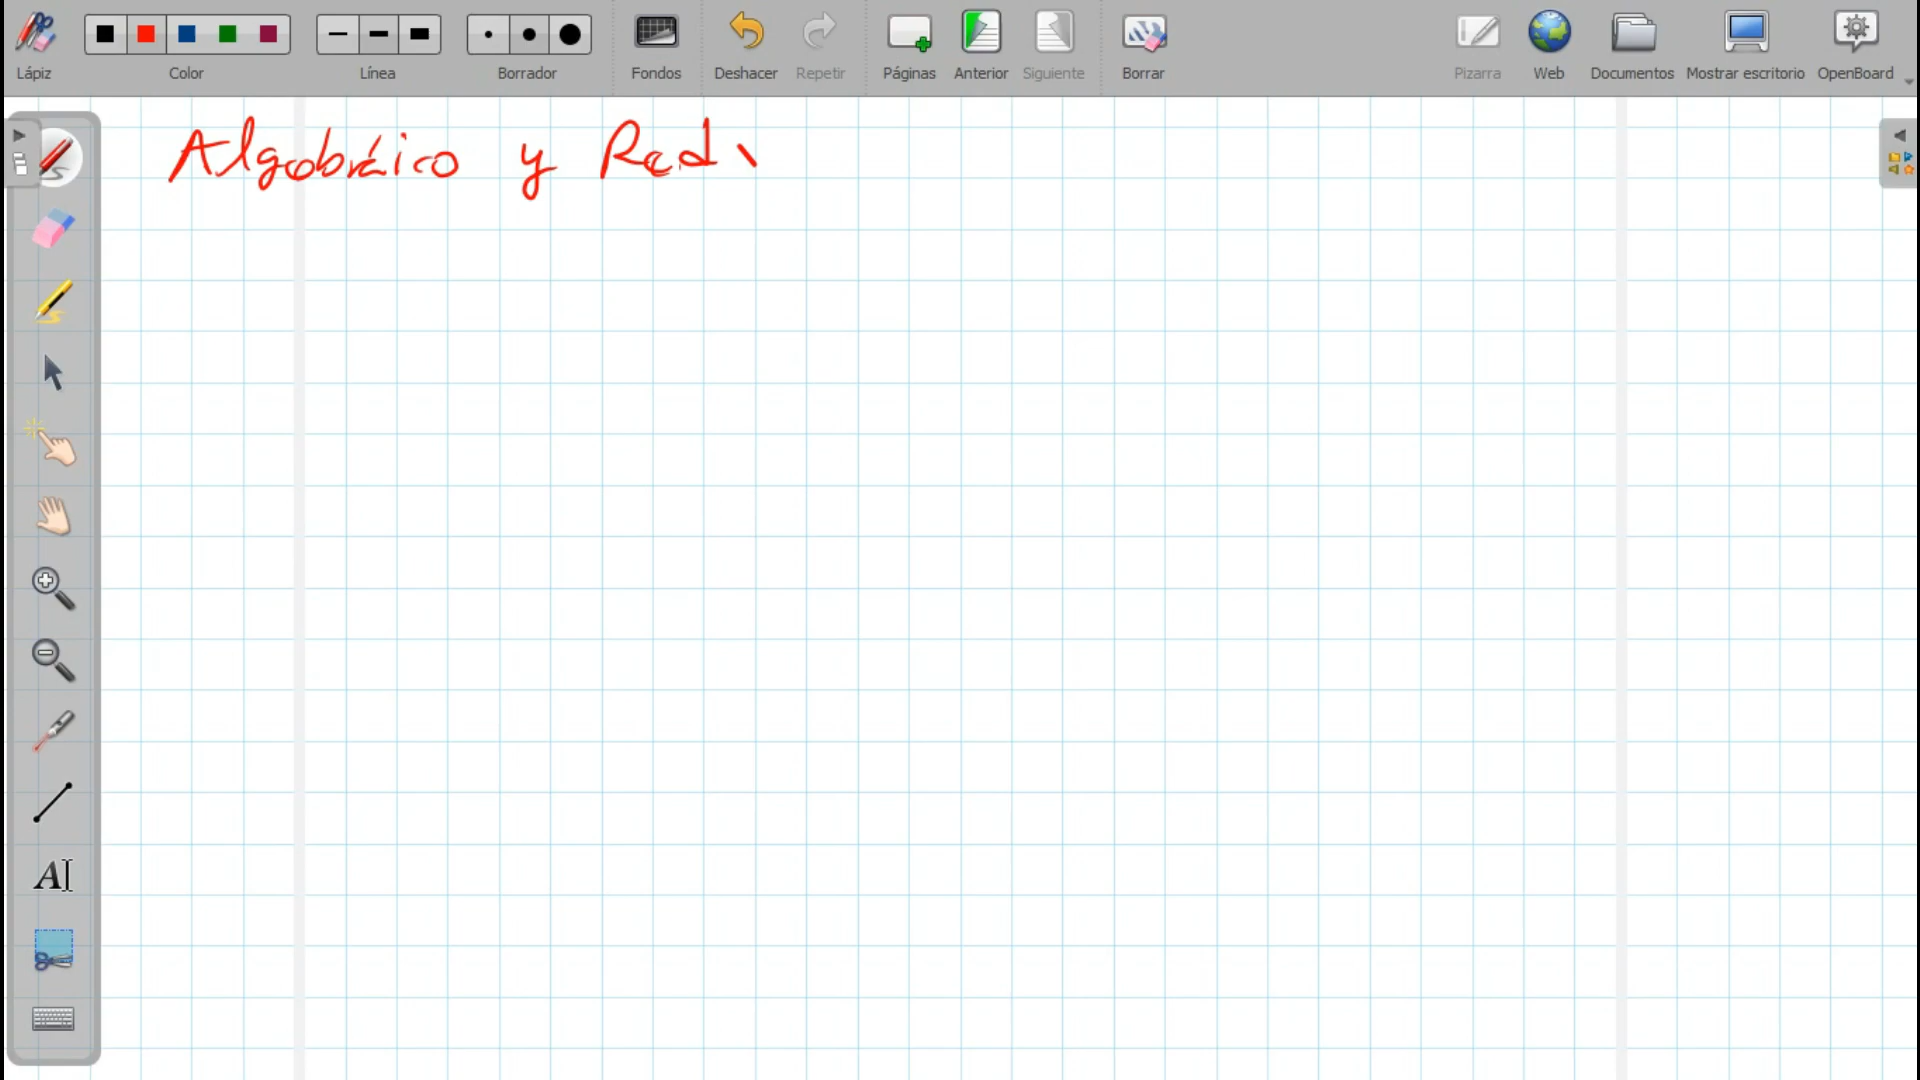 Lápiz Color Línea Borrador Fondos Deshacer Repetir Páginas Anterior Siguiente Borrar Pizarra Web Documentos Mostrar escritorio OpenBoard
Algebráico y Red
A